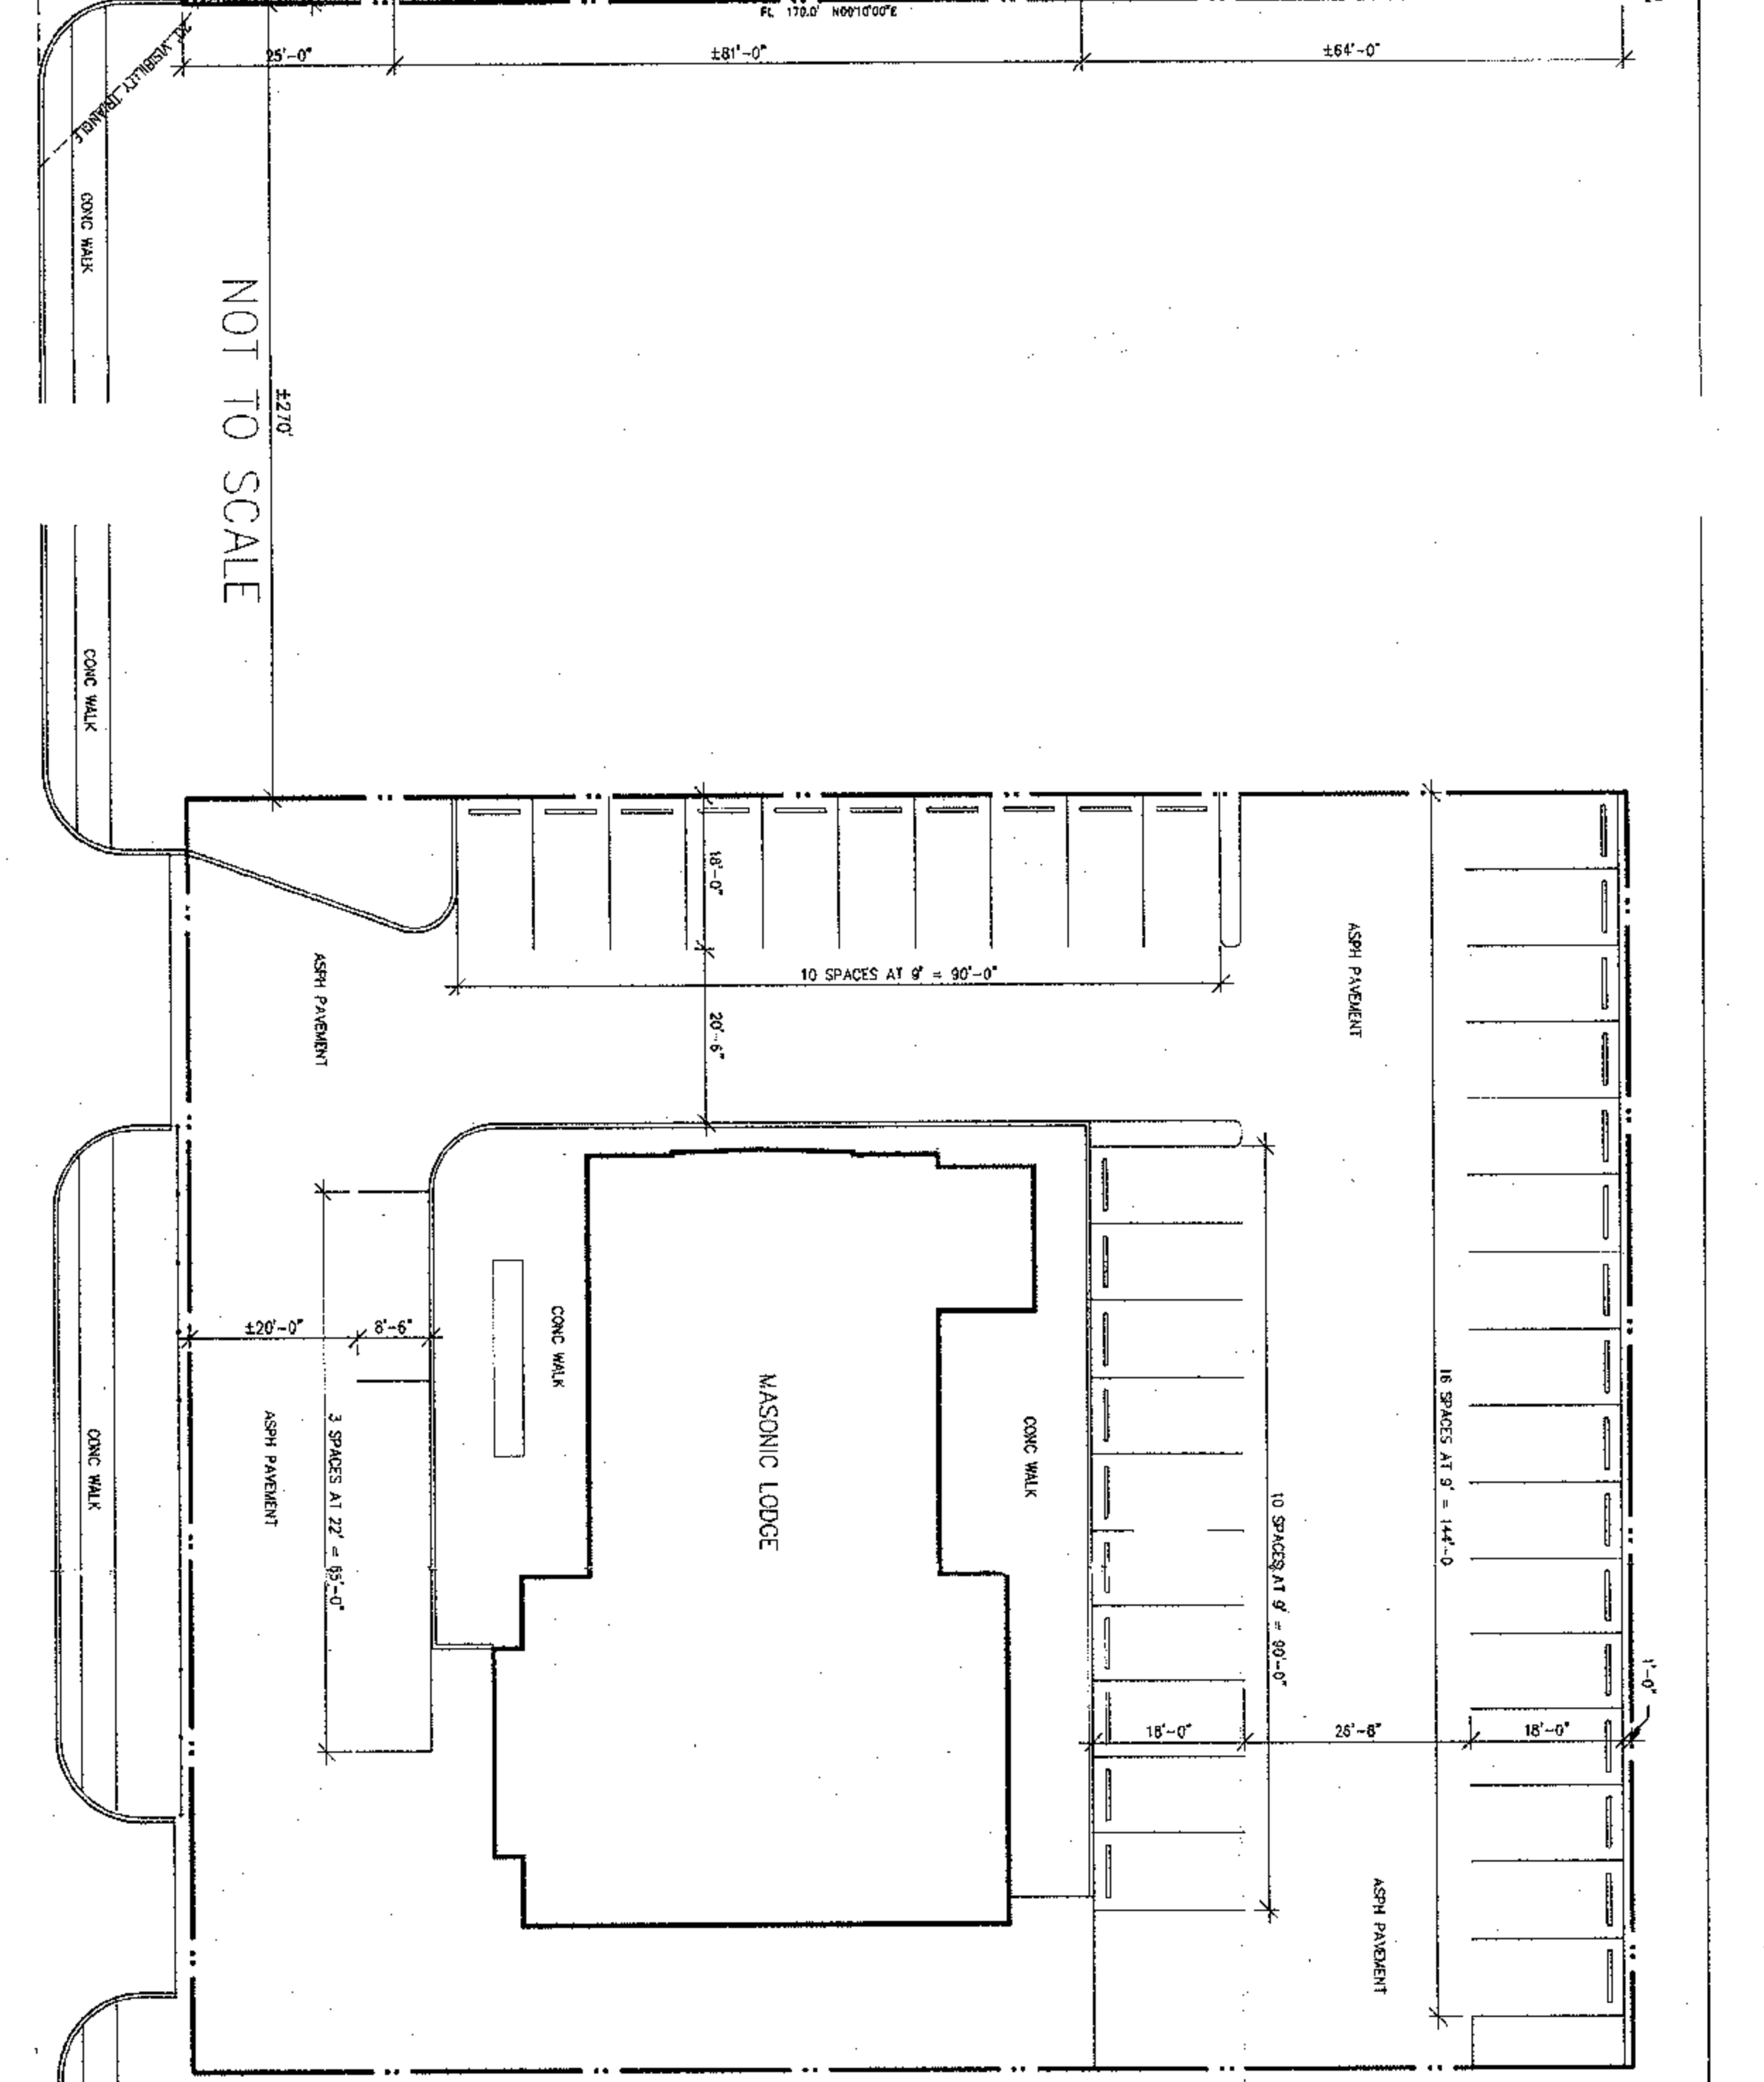 FL 170.0' N00°10'00"E
25'-0"
±81'-0"
±64'-0"
20' VISIBILITY TRIANGLE
CONC WALK
NOT TO SCALE
±270'
CONC WALK
18'-0"
10 SPACES AT 9' = 90'-0"
ASPH PAVEMENT
ASPH PAVEMENT
20'-6"
±20'-0"
8'-6"
CONC WALK
MASONIC LODGE
CONC WALK
3 SPACES AT 22' = 65'-0"
ASPH PAVEMENT
CONC WALK
10 SPACES AT 9' = 90'-0"
16 SPACES AT 9' = 144'-0
1'-0"
18'-0"
26'-6"
18'-0"
ASPH PAVEMENT